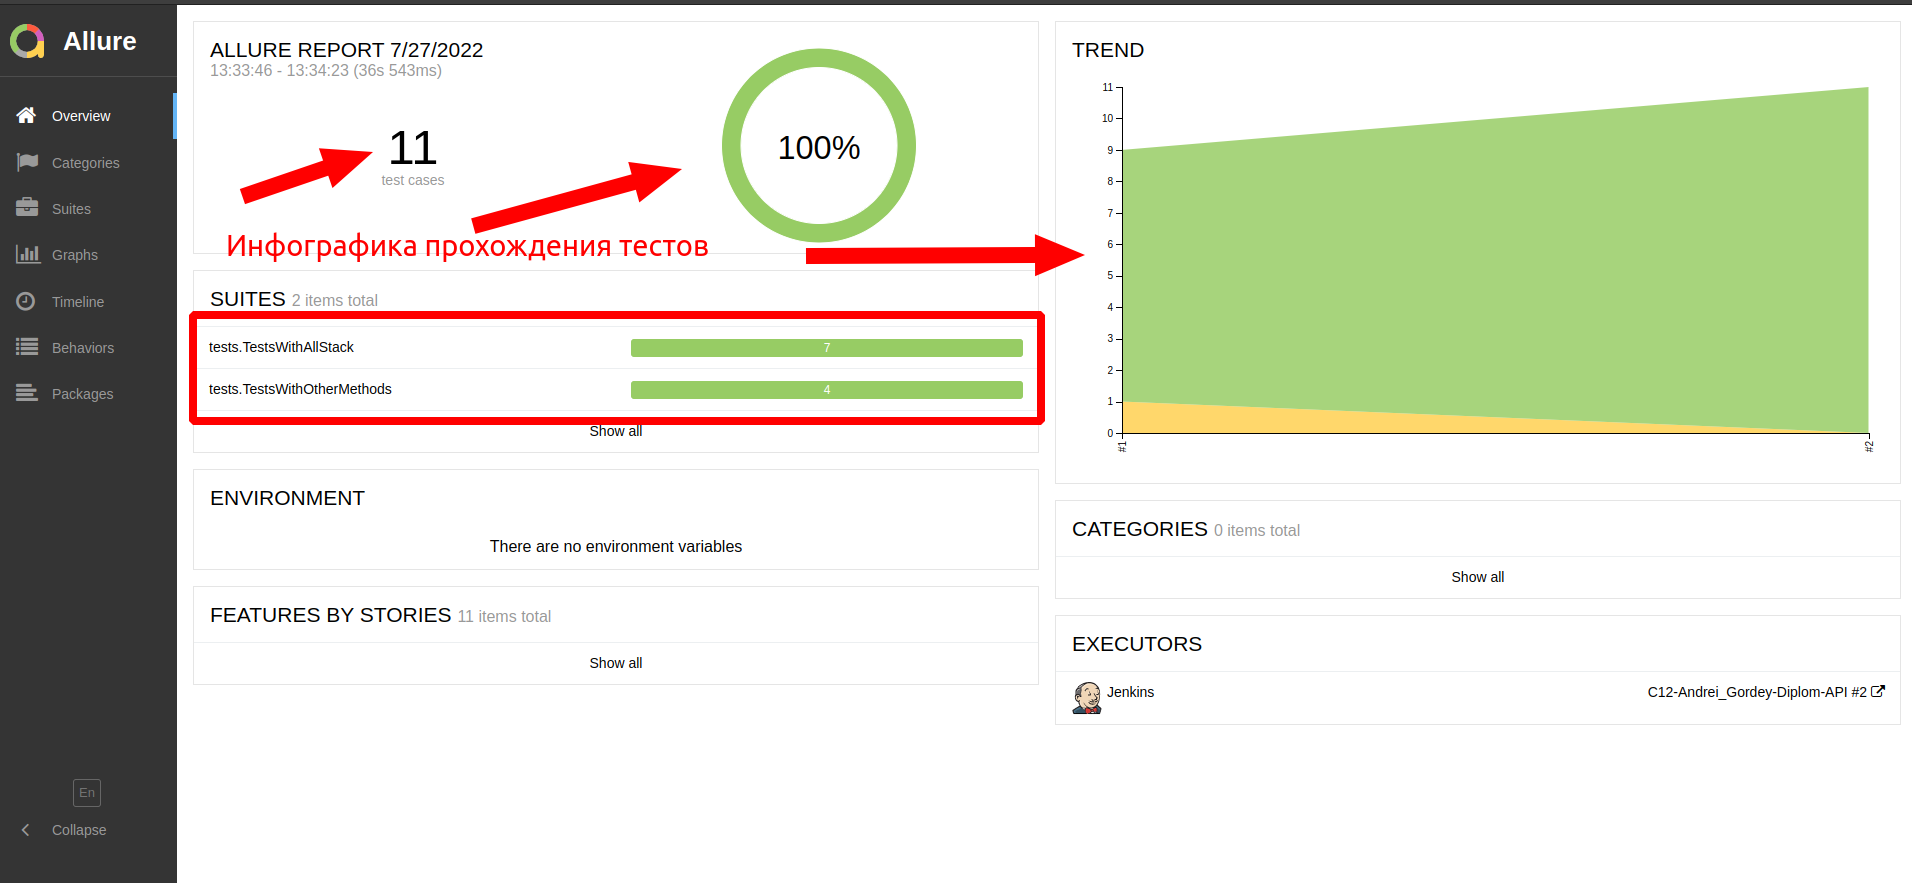 Allure
Overview
Categories
Suites
Graphs
Timeline
Behaviors
Packages
En
Collapse
ALLURE REPORT 7/27/2022
13:33:46 - 13:34:23 (36s 543ms)
11
test cases
100%
Инфографика прохождения тестов
SUITES 2 items total
tests.TestsWithAllStack 7
tests.TestsWithOtherMethods 4
Show all
ENVIRONMENT
There are no environment variables
FEATURES BY STORIES 11 items total
Show all
TREND
11
10
9
8
7
6
5
4
3
2
1
0
#1
#2
CATEGORIES 0 items total
Show all
EXECUTORS
Jenkins C12-Andrei_Gordey-Diplom-API #2